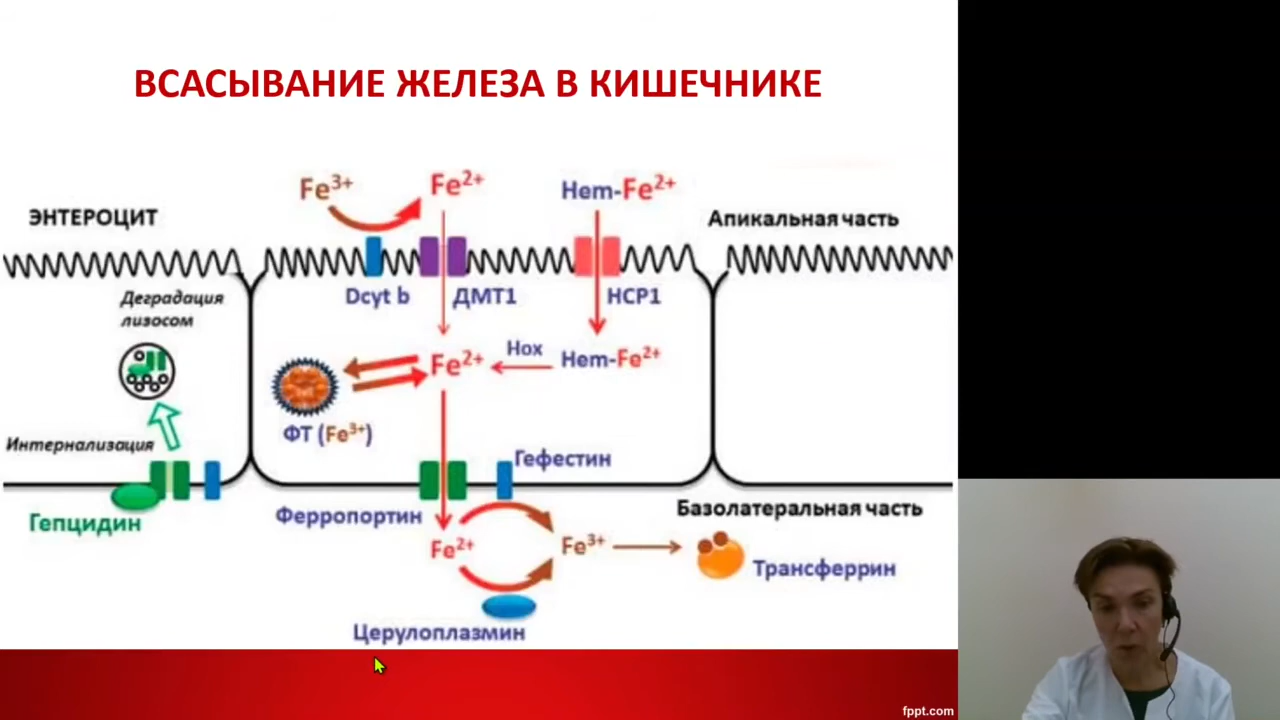 ВСАСЫВАНИЕ ЖЕЛЕЗА В КИШЕЧНИКЕ
Fe³⁺
Fe²⁺
Hem-Fe²⁺
ЭНТЕРОЦИТ
Апикальная часть
Деградация
лизосом
Dcyt b
ДМТ1
HCP1
Fe²⁺
Hox
Hem-Fe²⁺
ФТ (Fe³⁺)
Интернализация
Гефестин
Гепцидин
Ферропортин
Базолатеральная часть
Fe²⁺
Fe³⁺
Трансферрин
Церулоплазмин
fppt.com